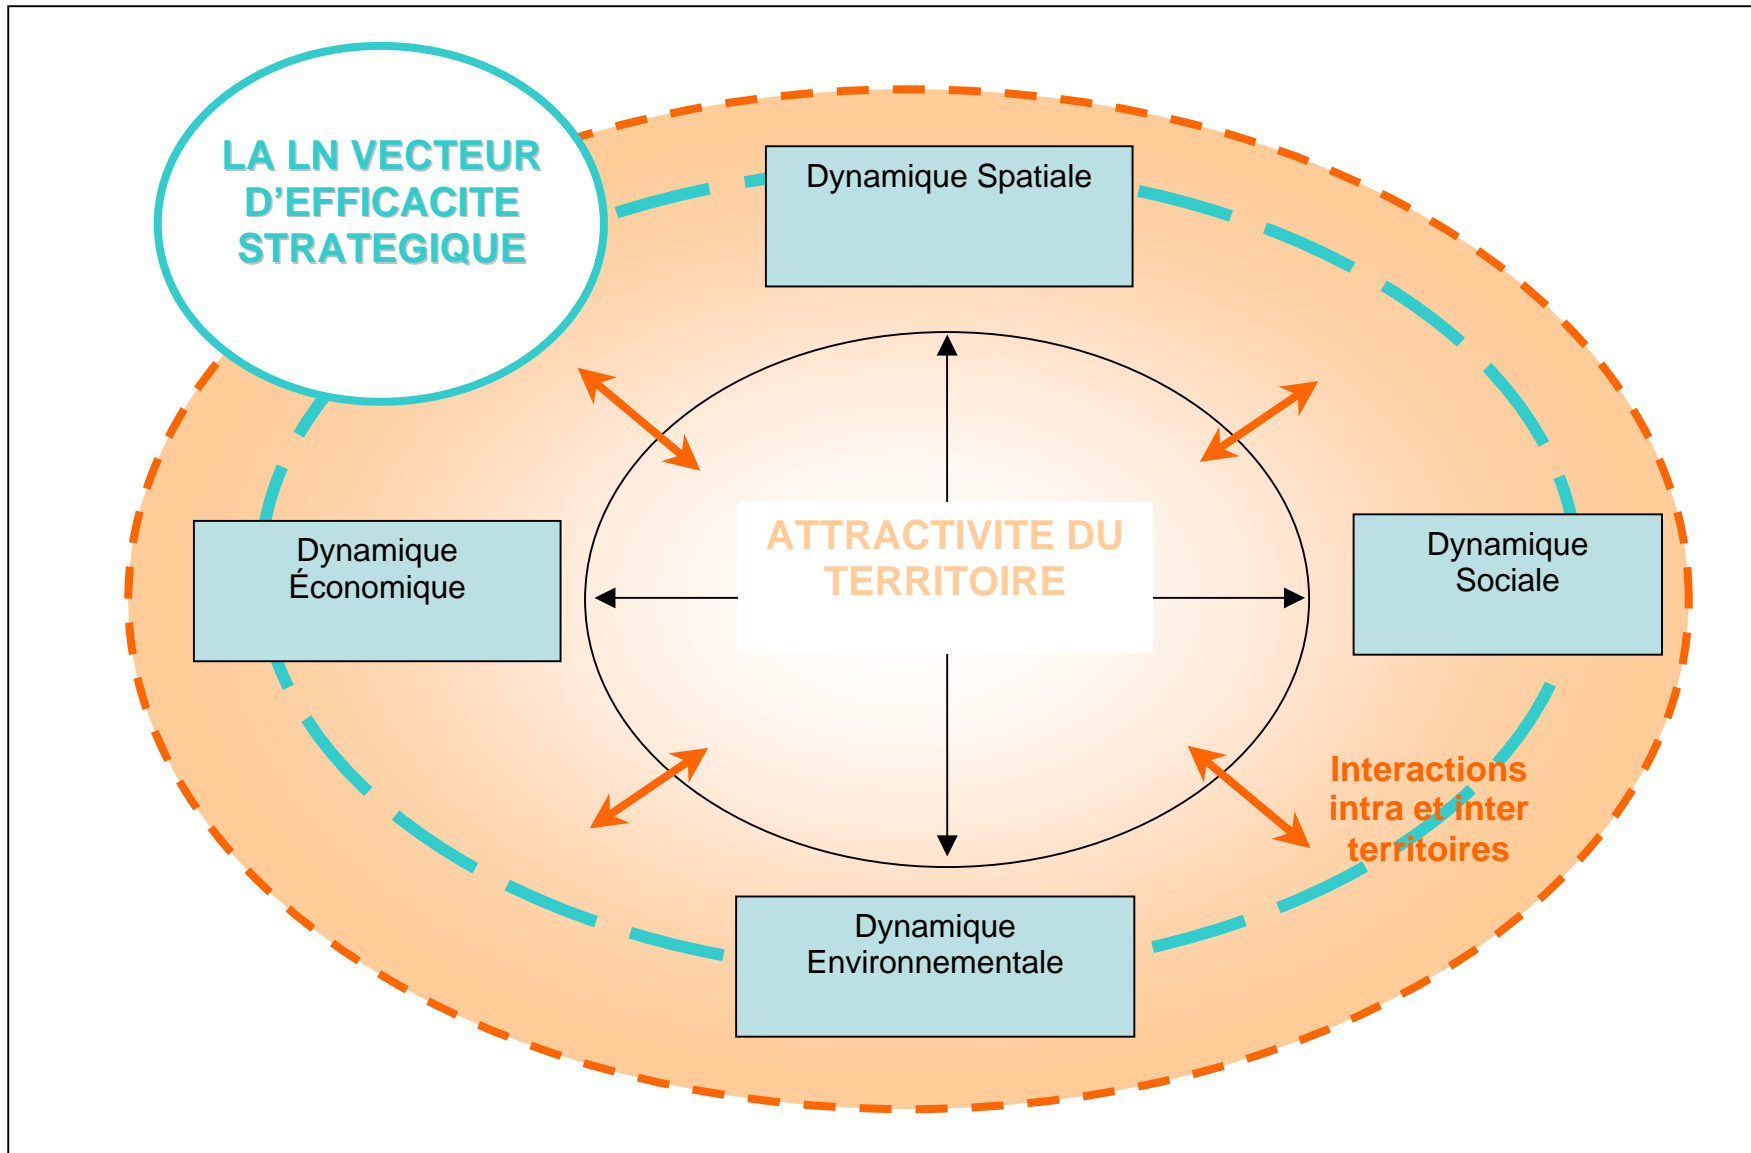 LA LN VECTEUR
D’EFFICACITE
STRATEGIQUE
Dynamique Spatiale
ATTRACTIVITE DU
TERRITOIRE
Dynamique
Économique
Dynamique
Sociale
Interactions
intra et inter
territoires
Dynamique
Environnementale